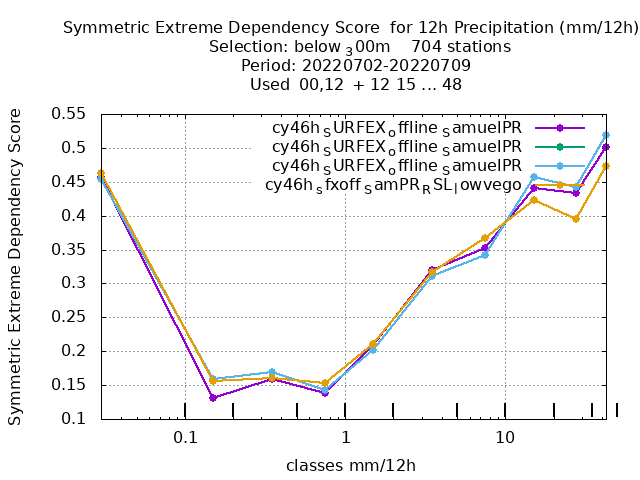 Symmetric Extreme Dependency Score for 12h Precipitation (mm/12h)
Selection: below 300m 704 stations
Period: 20220702-20220709
Used 00,12 + 12 15 ... 48
Symmetric Extreme Dependency Score
0.55
0.5
0.45
0.4
0.35
0.3
0.25
0.2
0.15
0.1
cy46h_SURFEX_offline_SamuelPR
cy46h_SURFEX_offline_SamuelPR
cy46h_SURFEX_offline_SamuelPR
cy46h_sfxoff_SamPR_RSL_lowvego
0.1 1 10
classes mm/12h